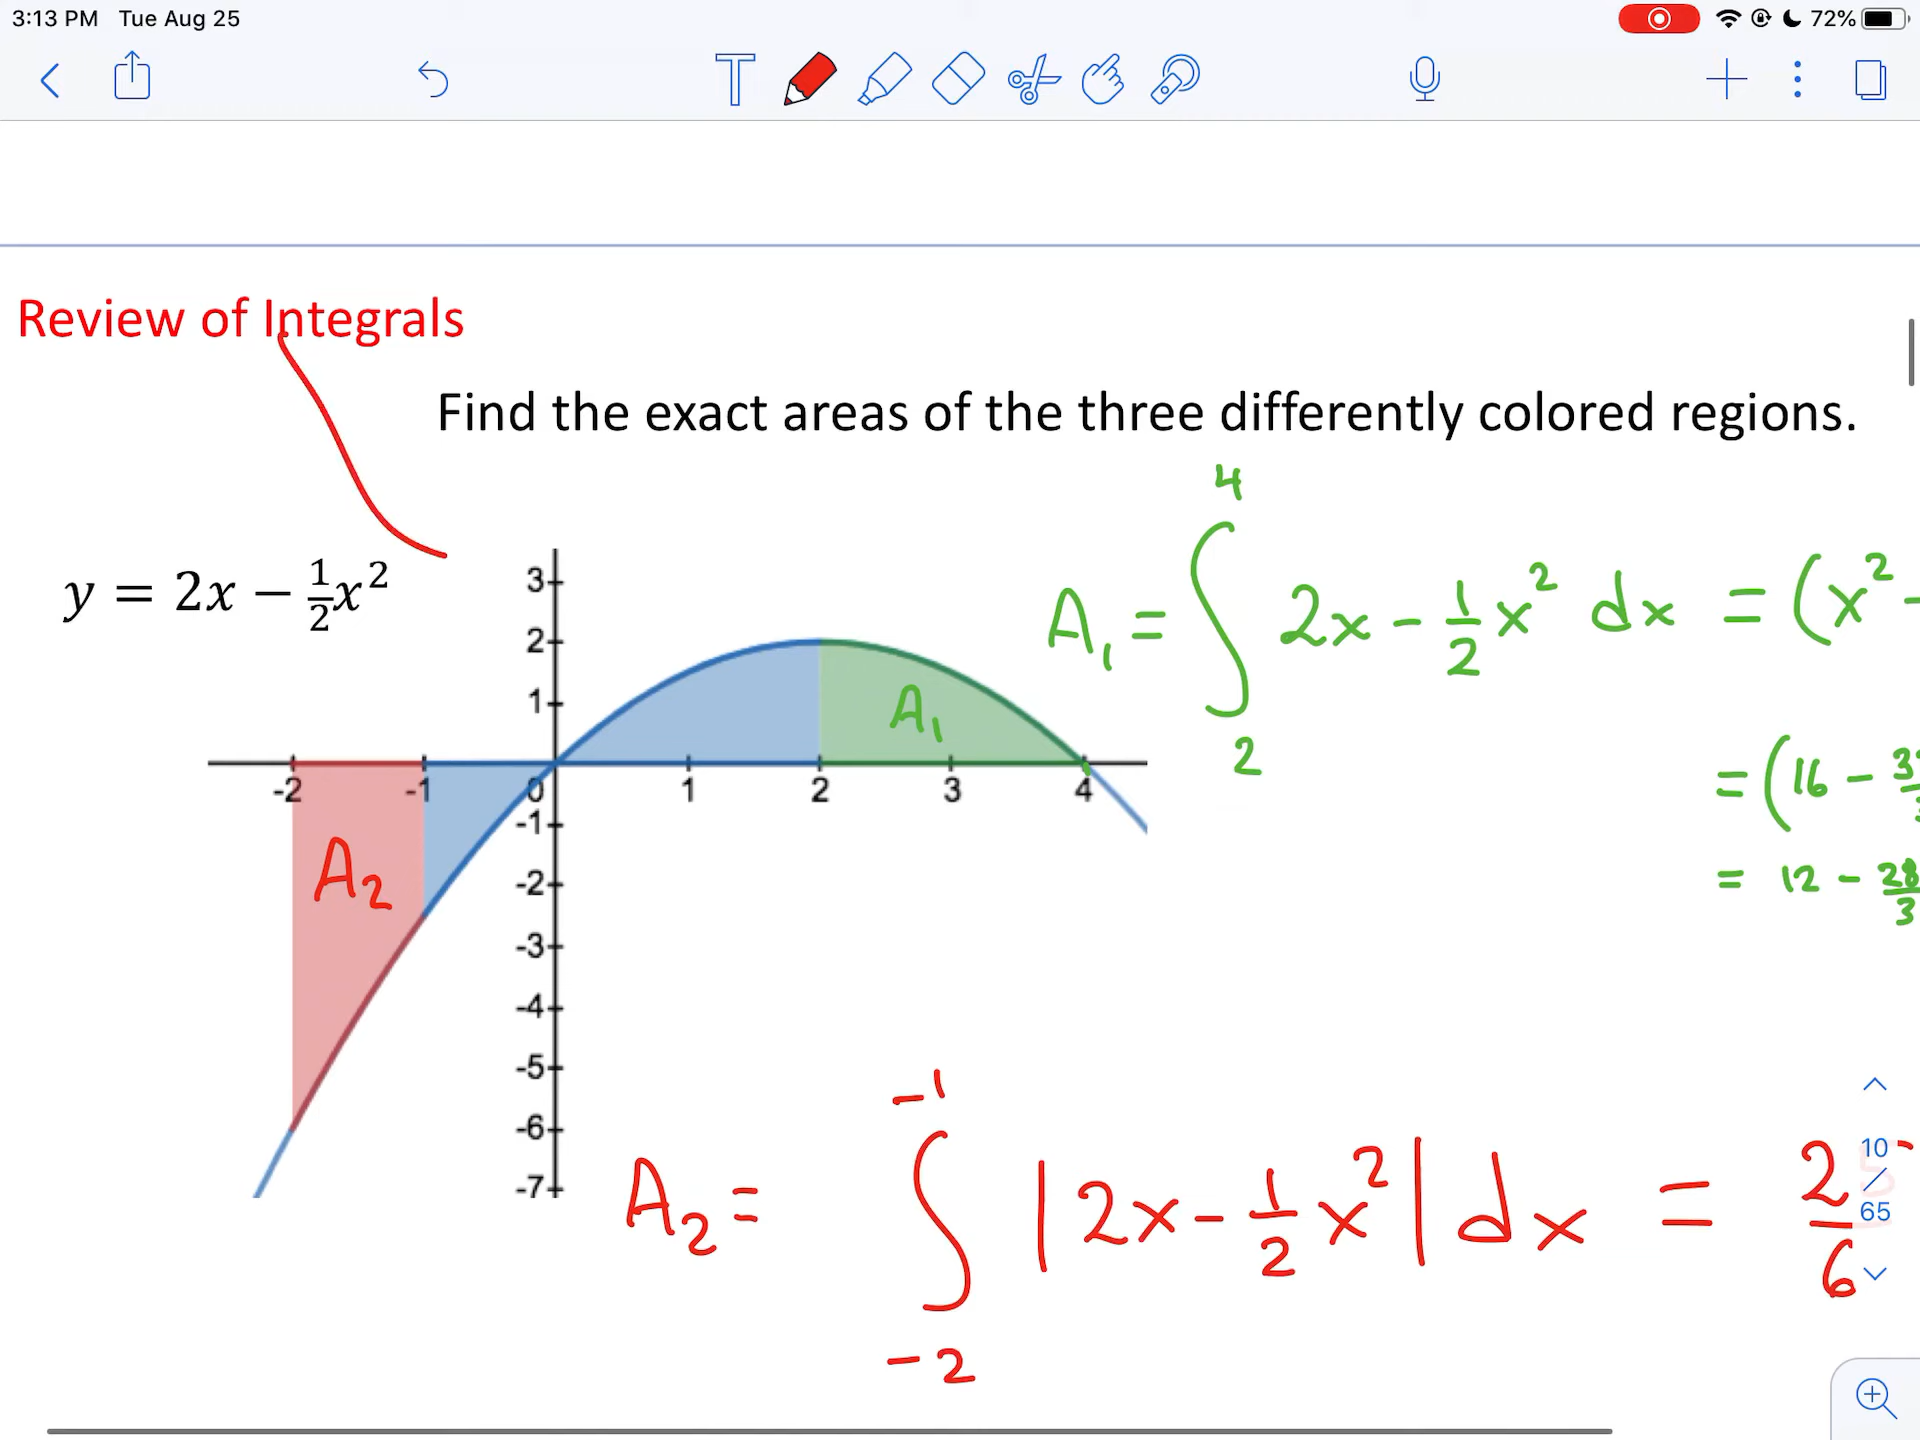 3:13 PM Tue Aug 25
72%
Review of Integrals
Find the exact areas of the three differently colored regions.
y = 2x − ½x²
3
2
1
-2 -1 0 1 2 3 4
-1
-2
-3
-4
-5
-6
-7
A₁
A₂
A₁ = ∫₂⁴ 2x − ½x² dx = (x² −
= (16 − 3
= 12 − 28/3
A₂ = ∫₋₂⁻¹ |2x − ½x²| dx = 2
6
10
/
65